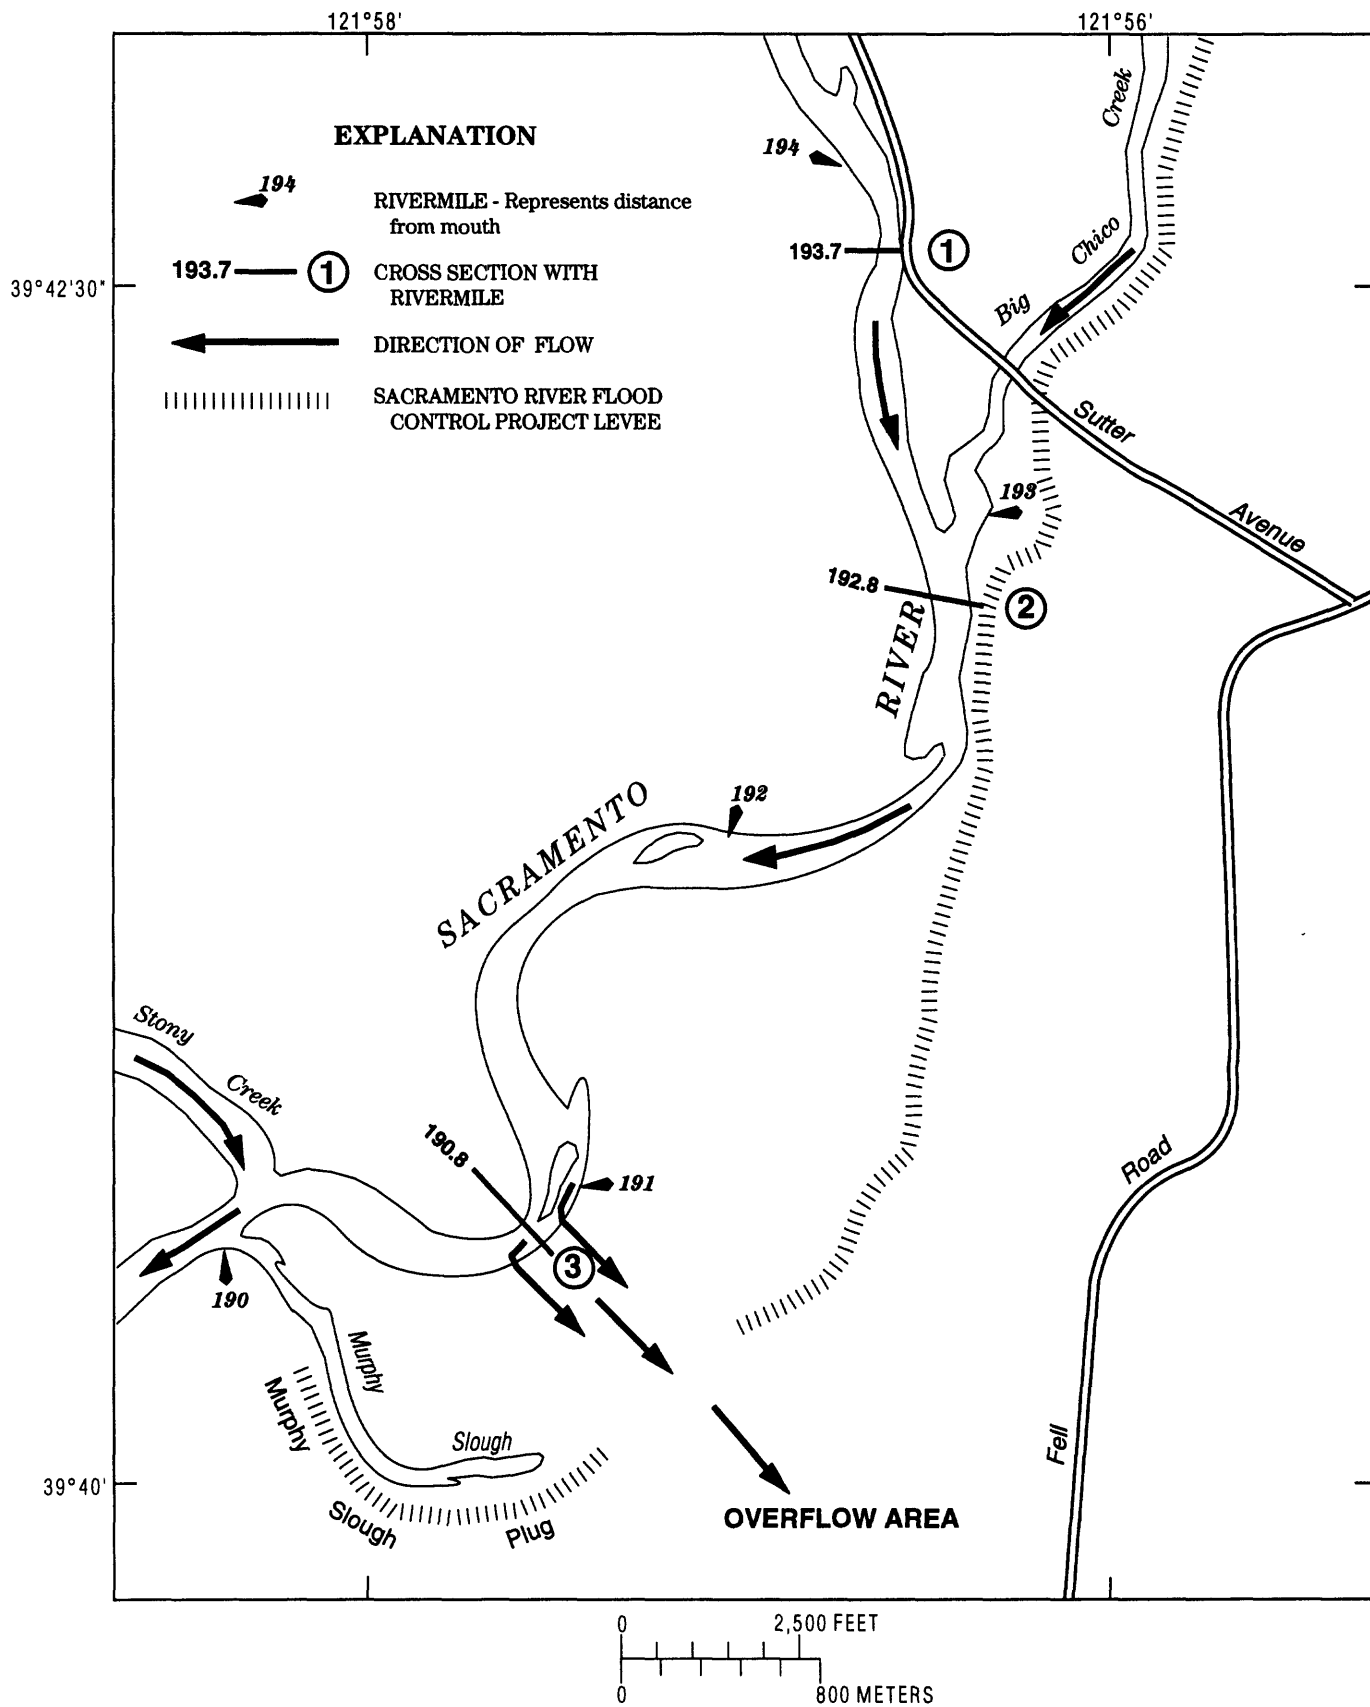 121°58'
121°56'
EXPLANATION
194
RIVERMILE - Represents distance
from mouth
193.7
1
CROSS SECTION WITH
RIVERMILE
DIRECTION OF FLOW
SACRAMENTO RIVER FLOOD
CONTROL PROJECT LEVEE
39°42'30"
194
193.7
1
Big
Chico
Creek
Sutter
Avenue
193
192.8
2
RIVER
192
SACRAMENTO
Stony
Creek
190.8
191
3
190
Road
Fell
Murphy
Slough
Murphy
Slough
Plug
39°40'
OVERFLOW AREA
0
2,500 FEET
0
800 METERS